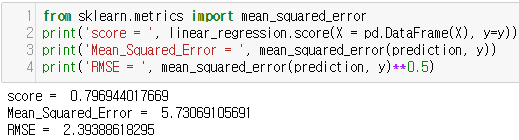 1 from sklearn.metrics import mean_squared_error
2 print('score = ', linear_regression.score(X = pd.DataFrame(X), y=y))
3 print('Mean_Squared_Error = ', mean_squared_error(prediction, y))
4 print('RMSE = ', mean_squared_error(prediction, y)**0.5)
score =  0.796944017669
Mean_Squared_Error =  5.73069105691
RMSE =  2.39388618295